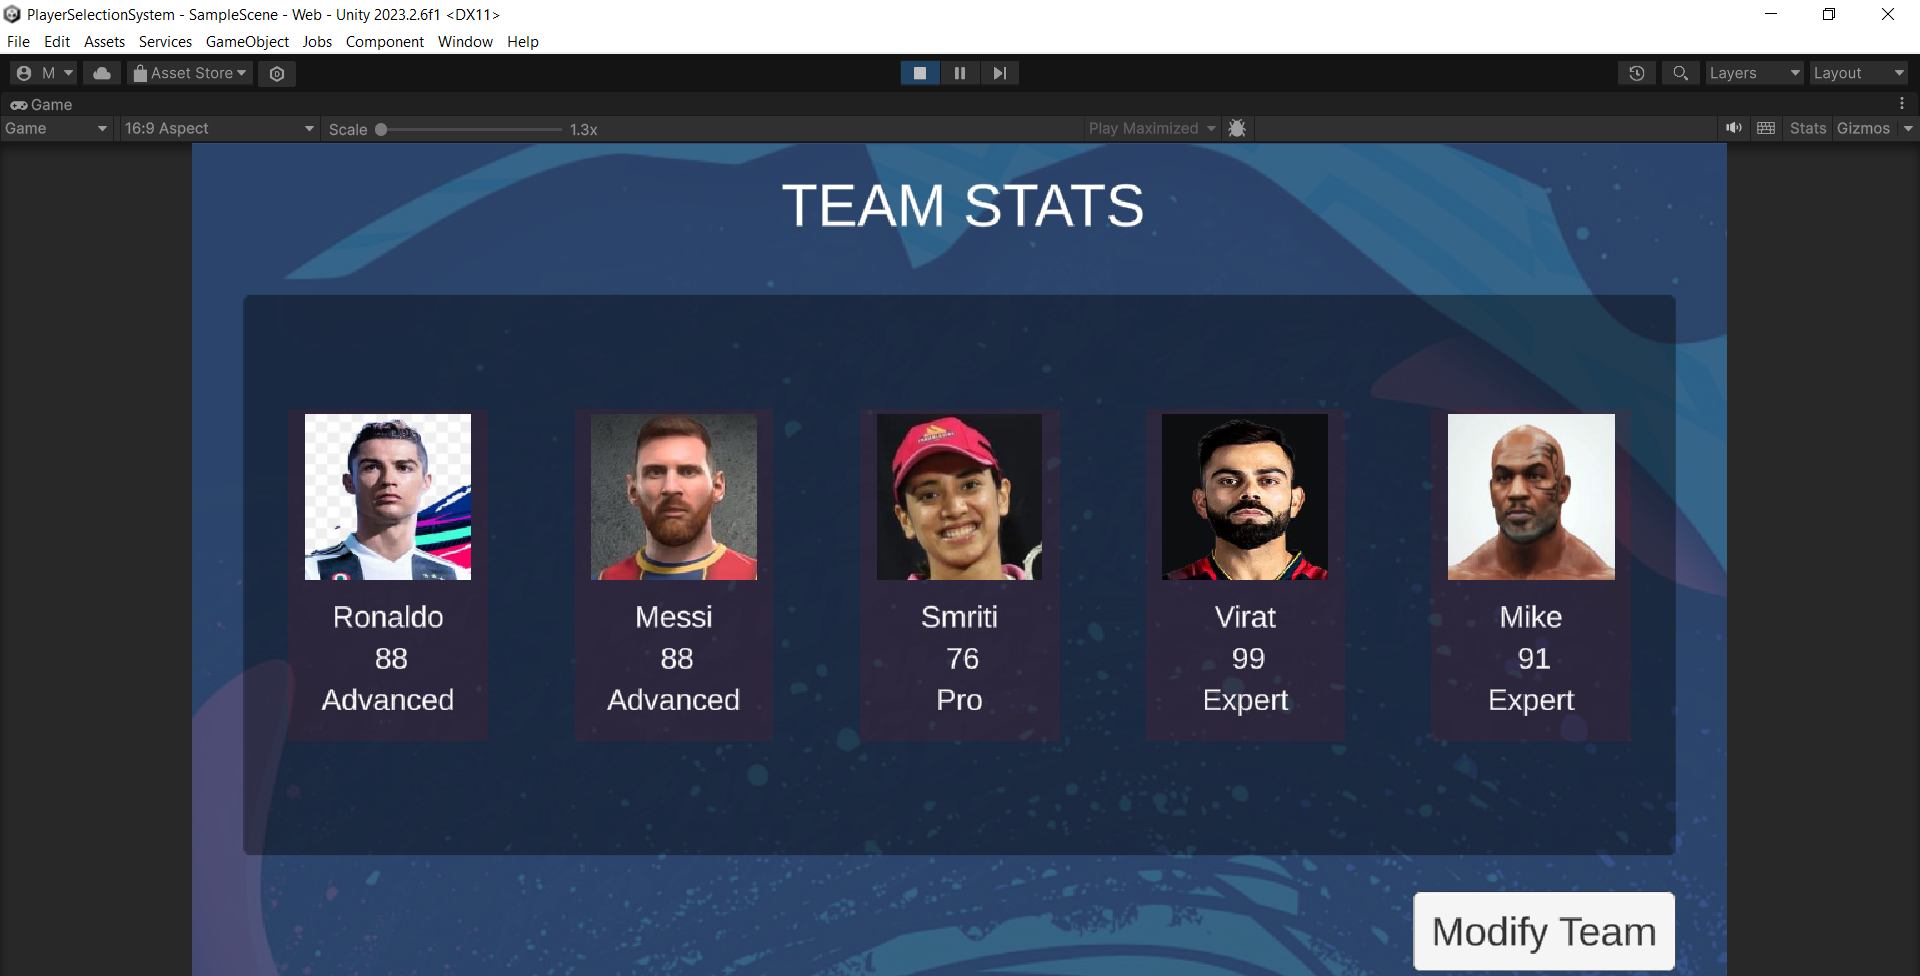 PlayerSelectionSystem - SampleScene - Web - Unity 2023.2.6f1 <DX11>
File Edit Assets Services GameObject Jobs Component Window Help
M Asset Store Layers Layout
Game
Game 16:9 Aspect Scale 1.3x Play Maximized Stats Gizmos
TEAM STATS
Ronaldo Messi Smriti Virat Mike
88 88 76 99 91
Advanced Advanced Pro Expert Expert
Modify Team